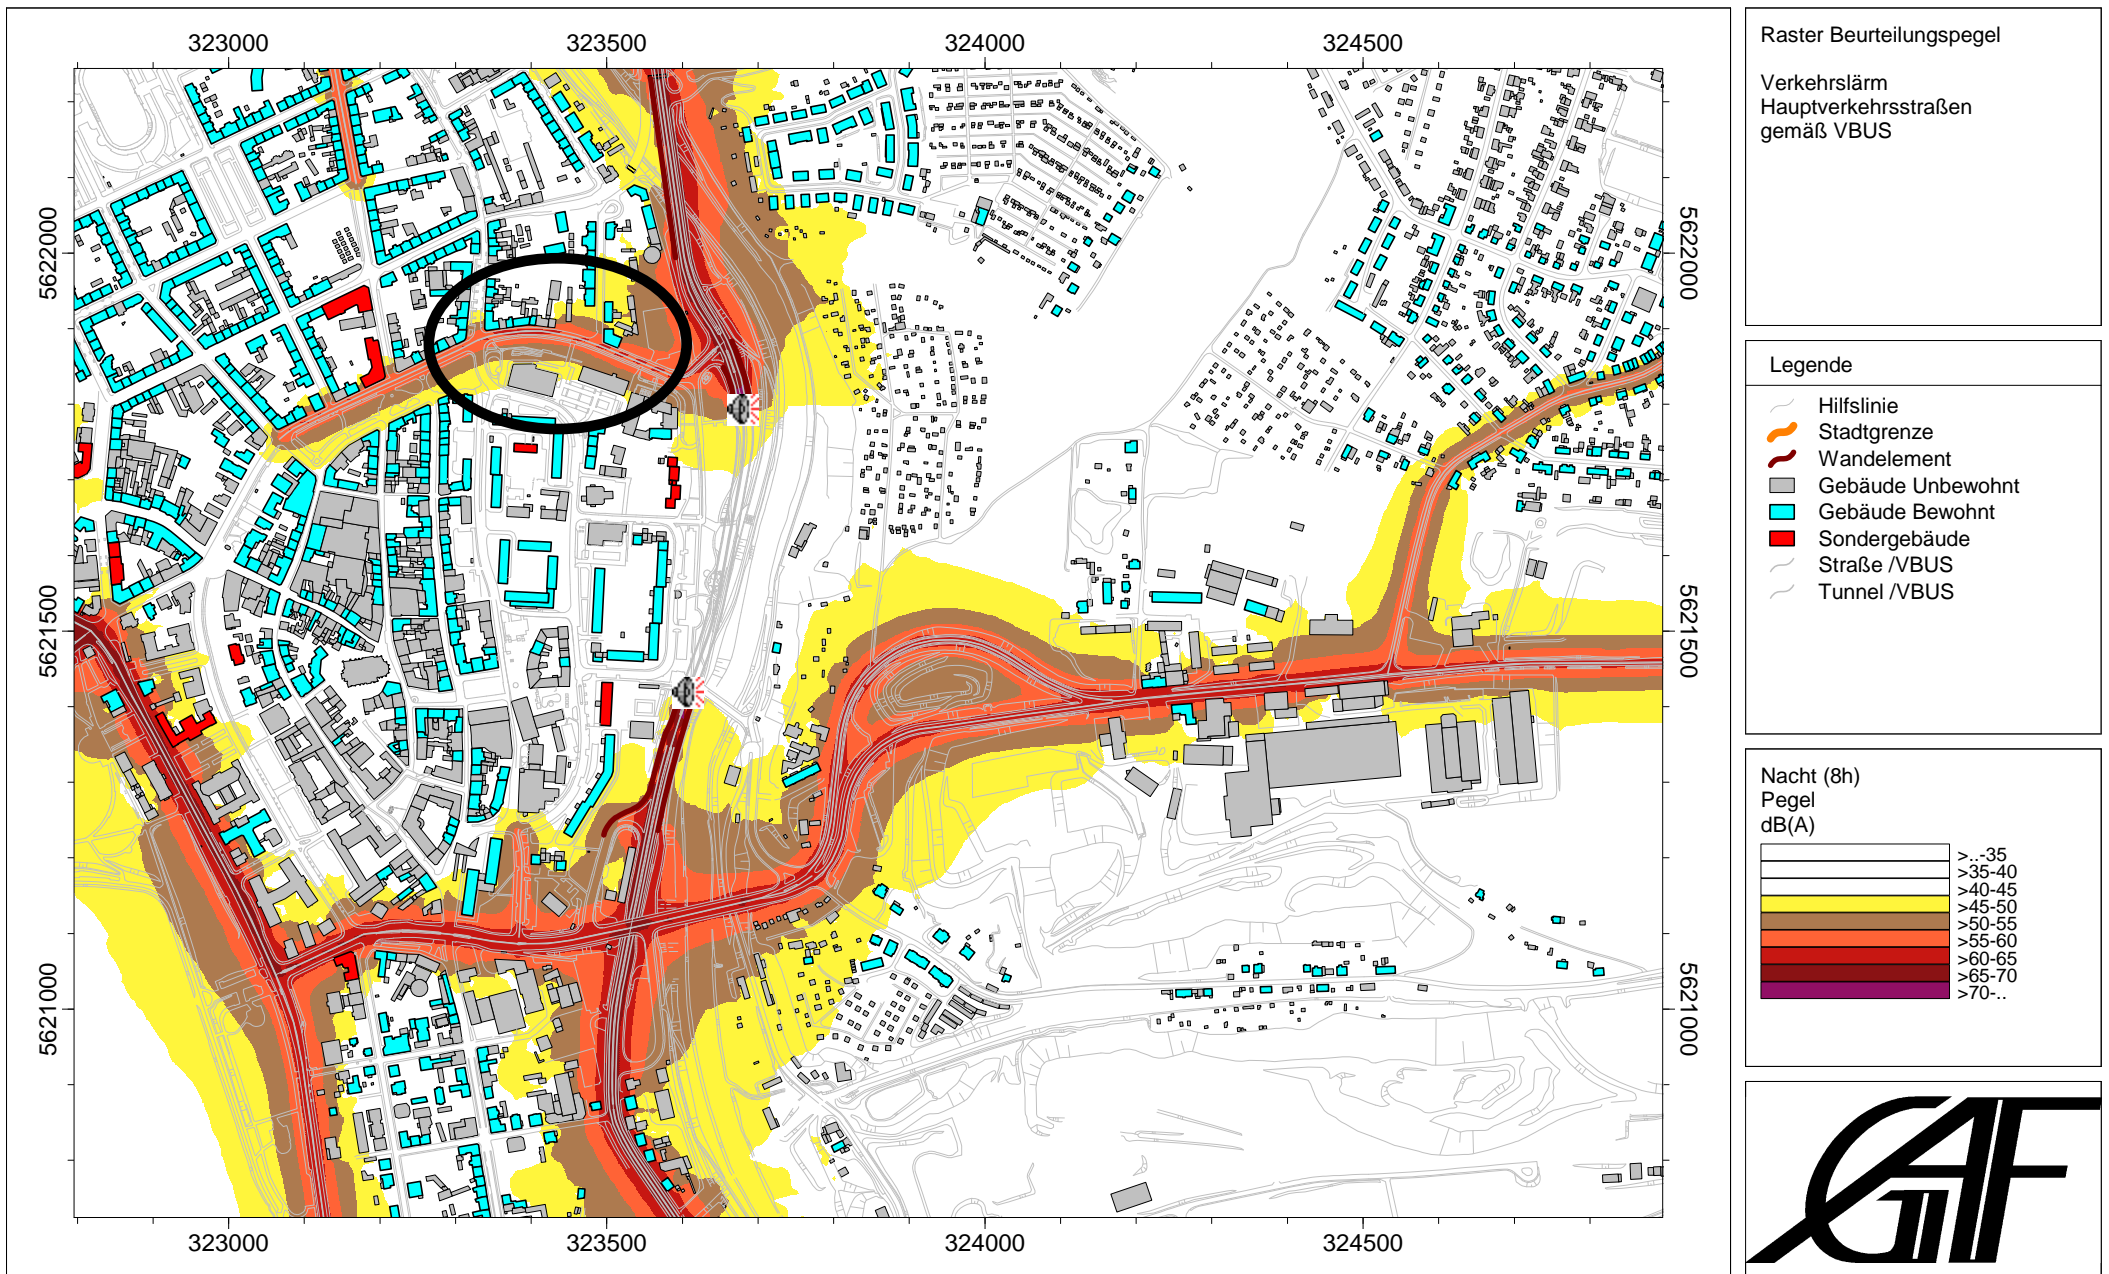 323000 323500 324000 324500
5622000
5621500
5621000
5622000
5621500
5621000
323000 323500 324000 324500
Raster Beurteilungspegel
Verkehrslärm
Hauptverkehrsstraßen
gemäß VBUS
Legende
Hilfslinie
Stadtgrenze
Wandelement
Gebäude Unbewohnt
Gebäude Bewohnt
Sondergebäude
Straße /VBUS
Tunnel /VBUS
Nacht (8h)
Pegel
dB(A)
>..-35
>35-40
>40-45
>45-50
>50-55
>55-60
>60-65
>65-70
>70-..
GAF